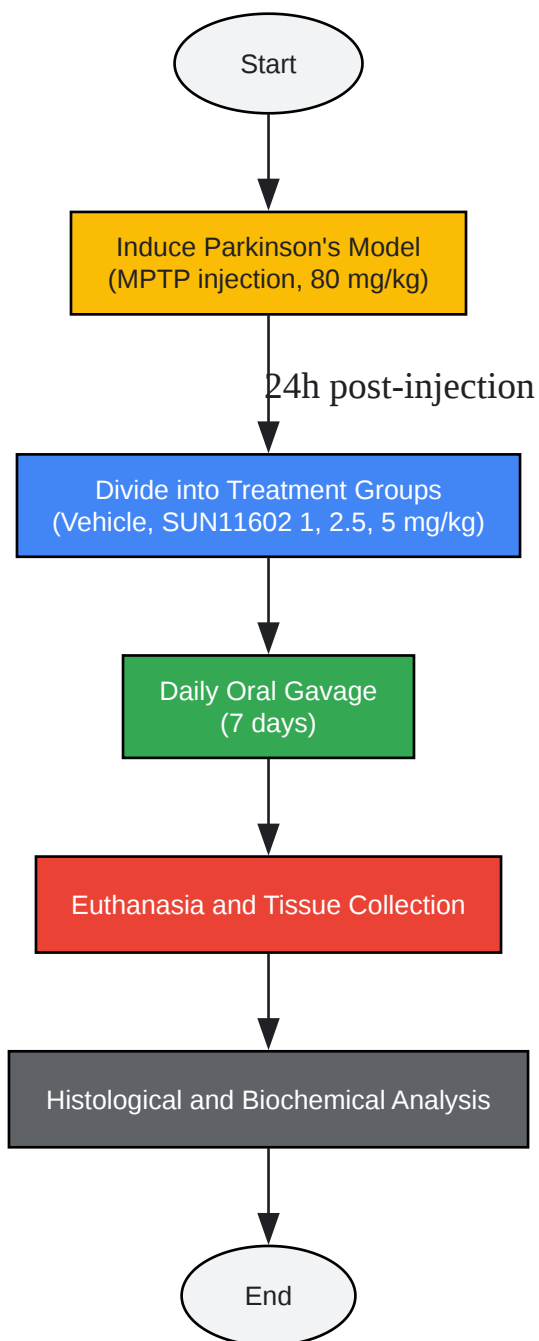 Start
Induce Parkinson's Model
(MPTP injection, 80 mg/kg)
24h post-injection
Divide into Treatment Groups
(Vehicle, SUN11602 1, 2.5, 5 mg/kg)
Daily Oral Gavage
(7 days)
Euthanasia and Tissue Collection
Histological and Biochemical Analysis
End